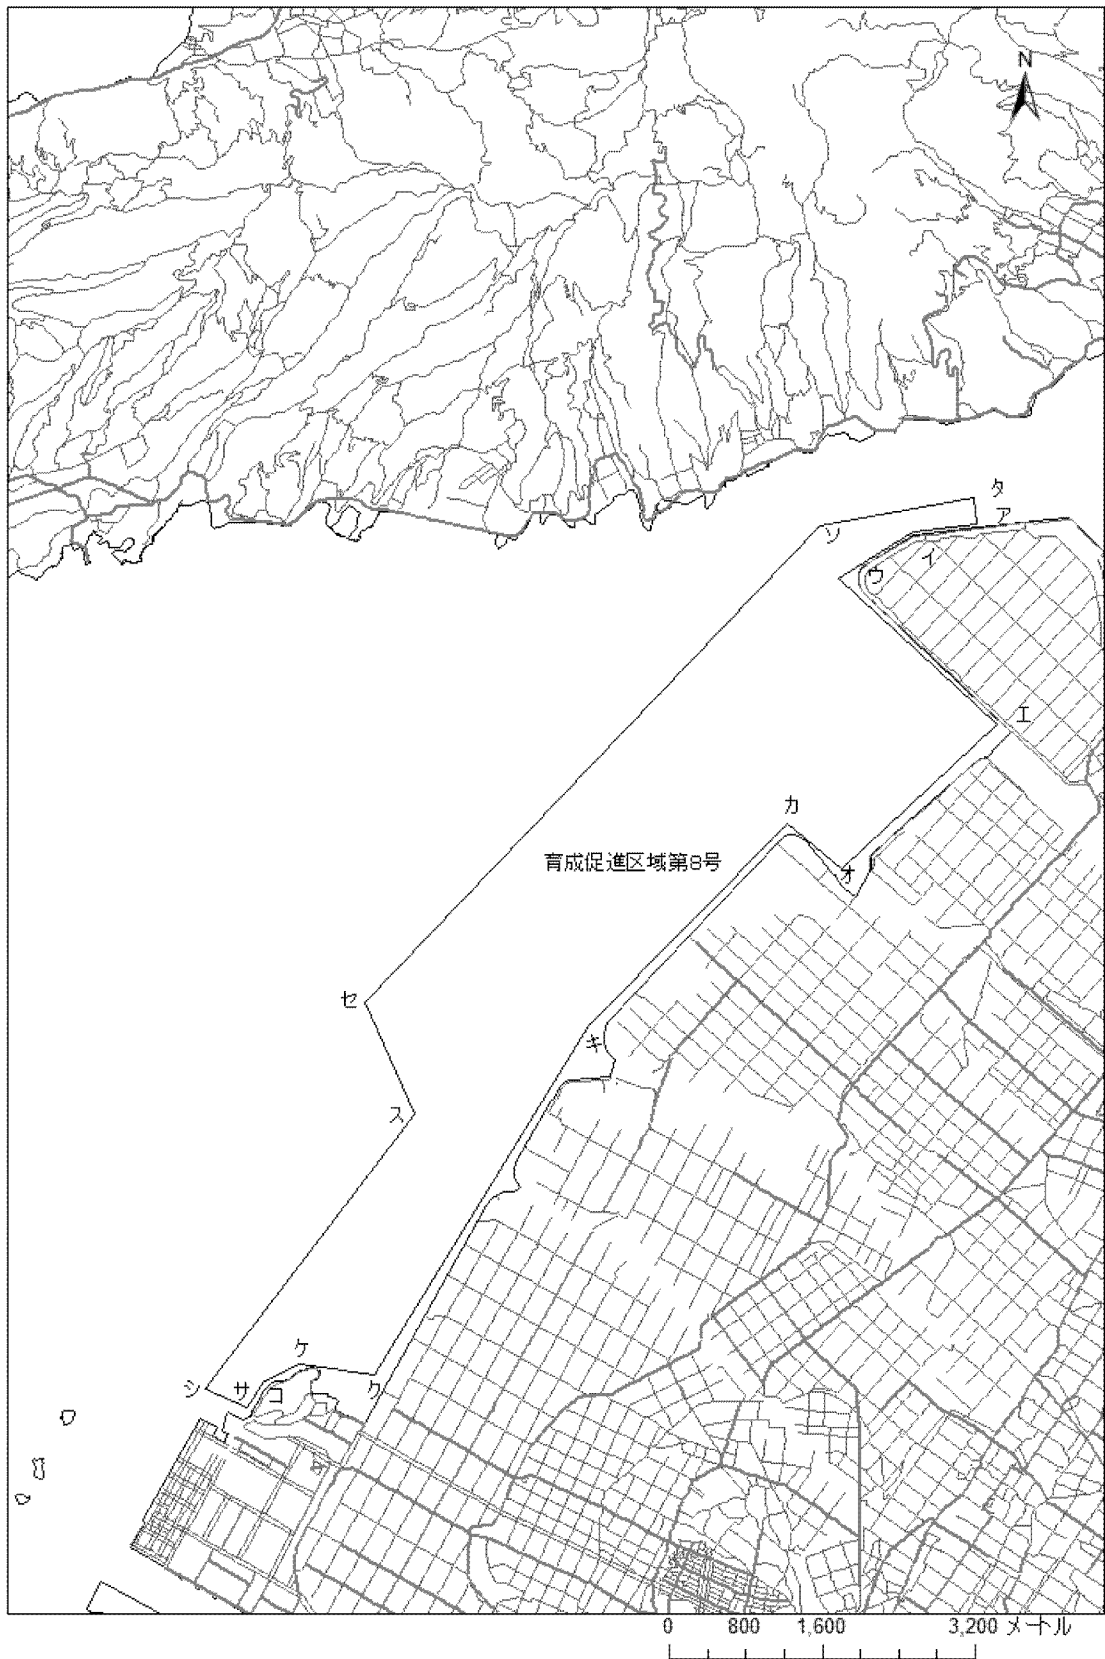 N
タ
ア
ソ
イ
ウ
エ
カ
育成促進区域第8号
オ
セ
キ
ス
ケ
シ サ コ ク
0 800 1,600 3,200 メートル